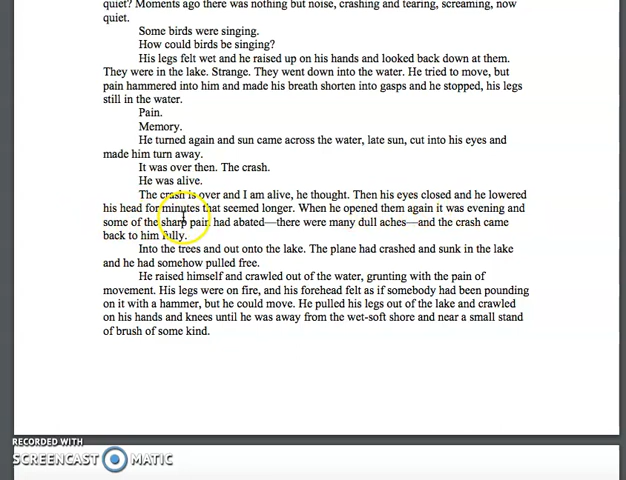 quiet? Moments ago there was nothing but noise, crashing and tearing, screaming, now
quiet.
Some birds were singing.
How could birds be singing?
His legs felt wet and he raised up on his hands and looked back down at them.
They were in the lake. Strange. They went down into the water. He tried to move, but
pain hammered into him and made his breath shorten into gasps and he stopped, his legs
still in the water.
Pain.
Memory.
He turned again and sun came across the water, late sun, cut into his eyes and
made him turn away.
It was over then. The crash.
He was alive.
The crash is over and I am alive, he thought. Then his eyes closed and he lowered
his head for minutes that seemed longer. When he opened them again it was evening and
some of the sharp pain had abated—there were many dull aches—and the crash came
back to him fully.
Into the trees and out onto the lake. The plane had crashed and sunk in the lake
and he had somehow pulled free.
He raised himself and crawled out of the water, grunting with the pain of
movement. His legs were on fire, and his forehead felt as if somebody had been pounding
on it with a hammer, but he could move. He pulled his legs out of the lake and crawled
on his hands and knees until he was away from the wet-soft shore and near a small stand
of brush of some kind.
RECORDED WITH
SCREENCAST MATIC